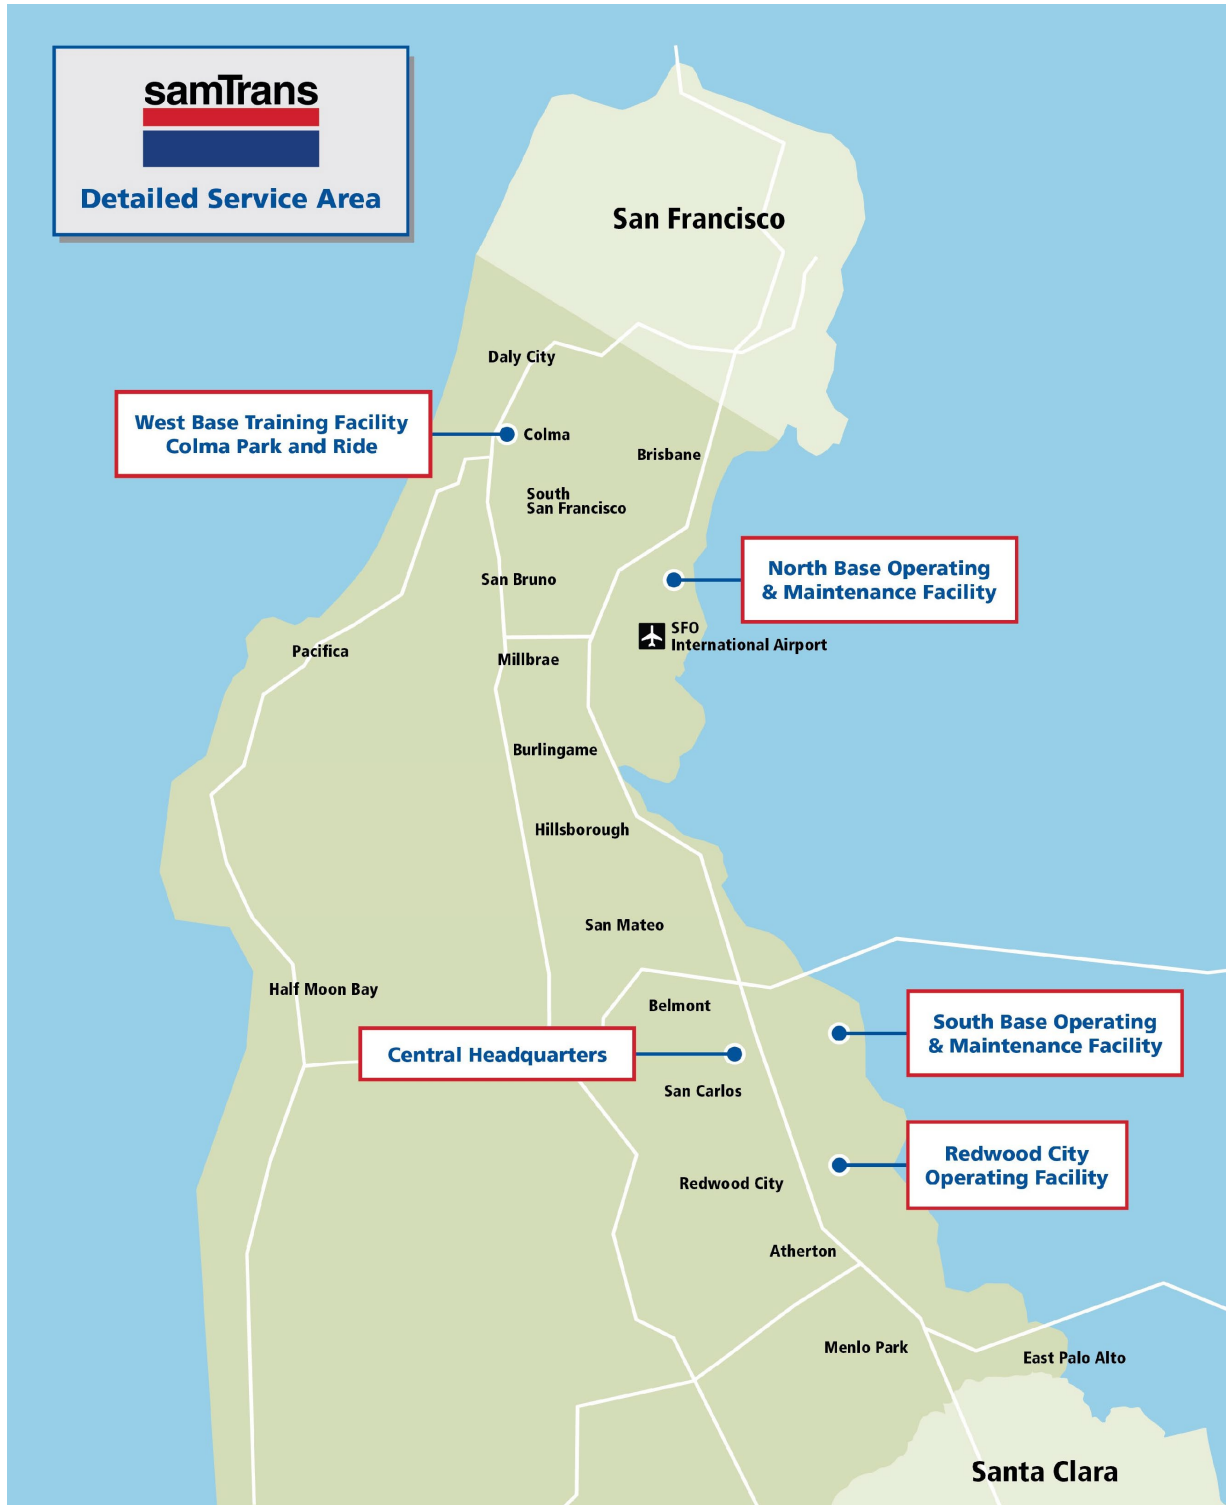 samTrans
Detailed Service Area
San Francisco
Daly City
West Base Training Facility
Colma Park and Ride
Colma
Brisbane
South
San Francisco
North Base Operating
& Maintenance Facility
San Bruno
SFO
International Airport
Pacifica
Millbrae
Burlingame
Hillsborough
San Mateo
Half Moon Bay
Belmont
South Base Operating
& Maintenance Facility
Central Headquarters
San Carlos
Redwood City
Operating Facility
Redwood City
Atherton
Menlo Park
East Palo Alto
Santa Clara